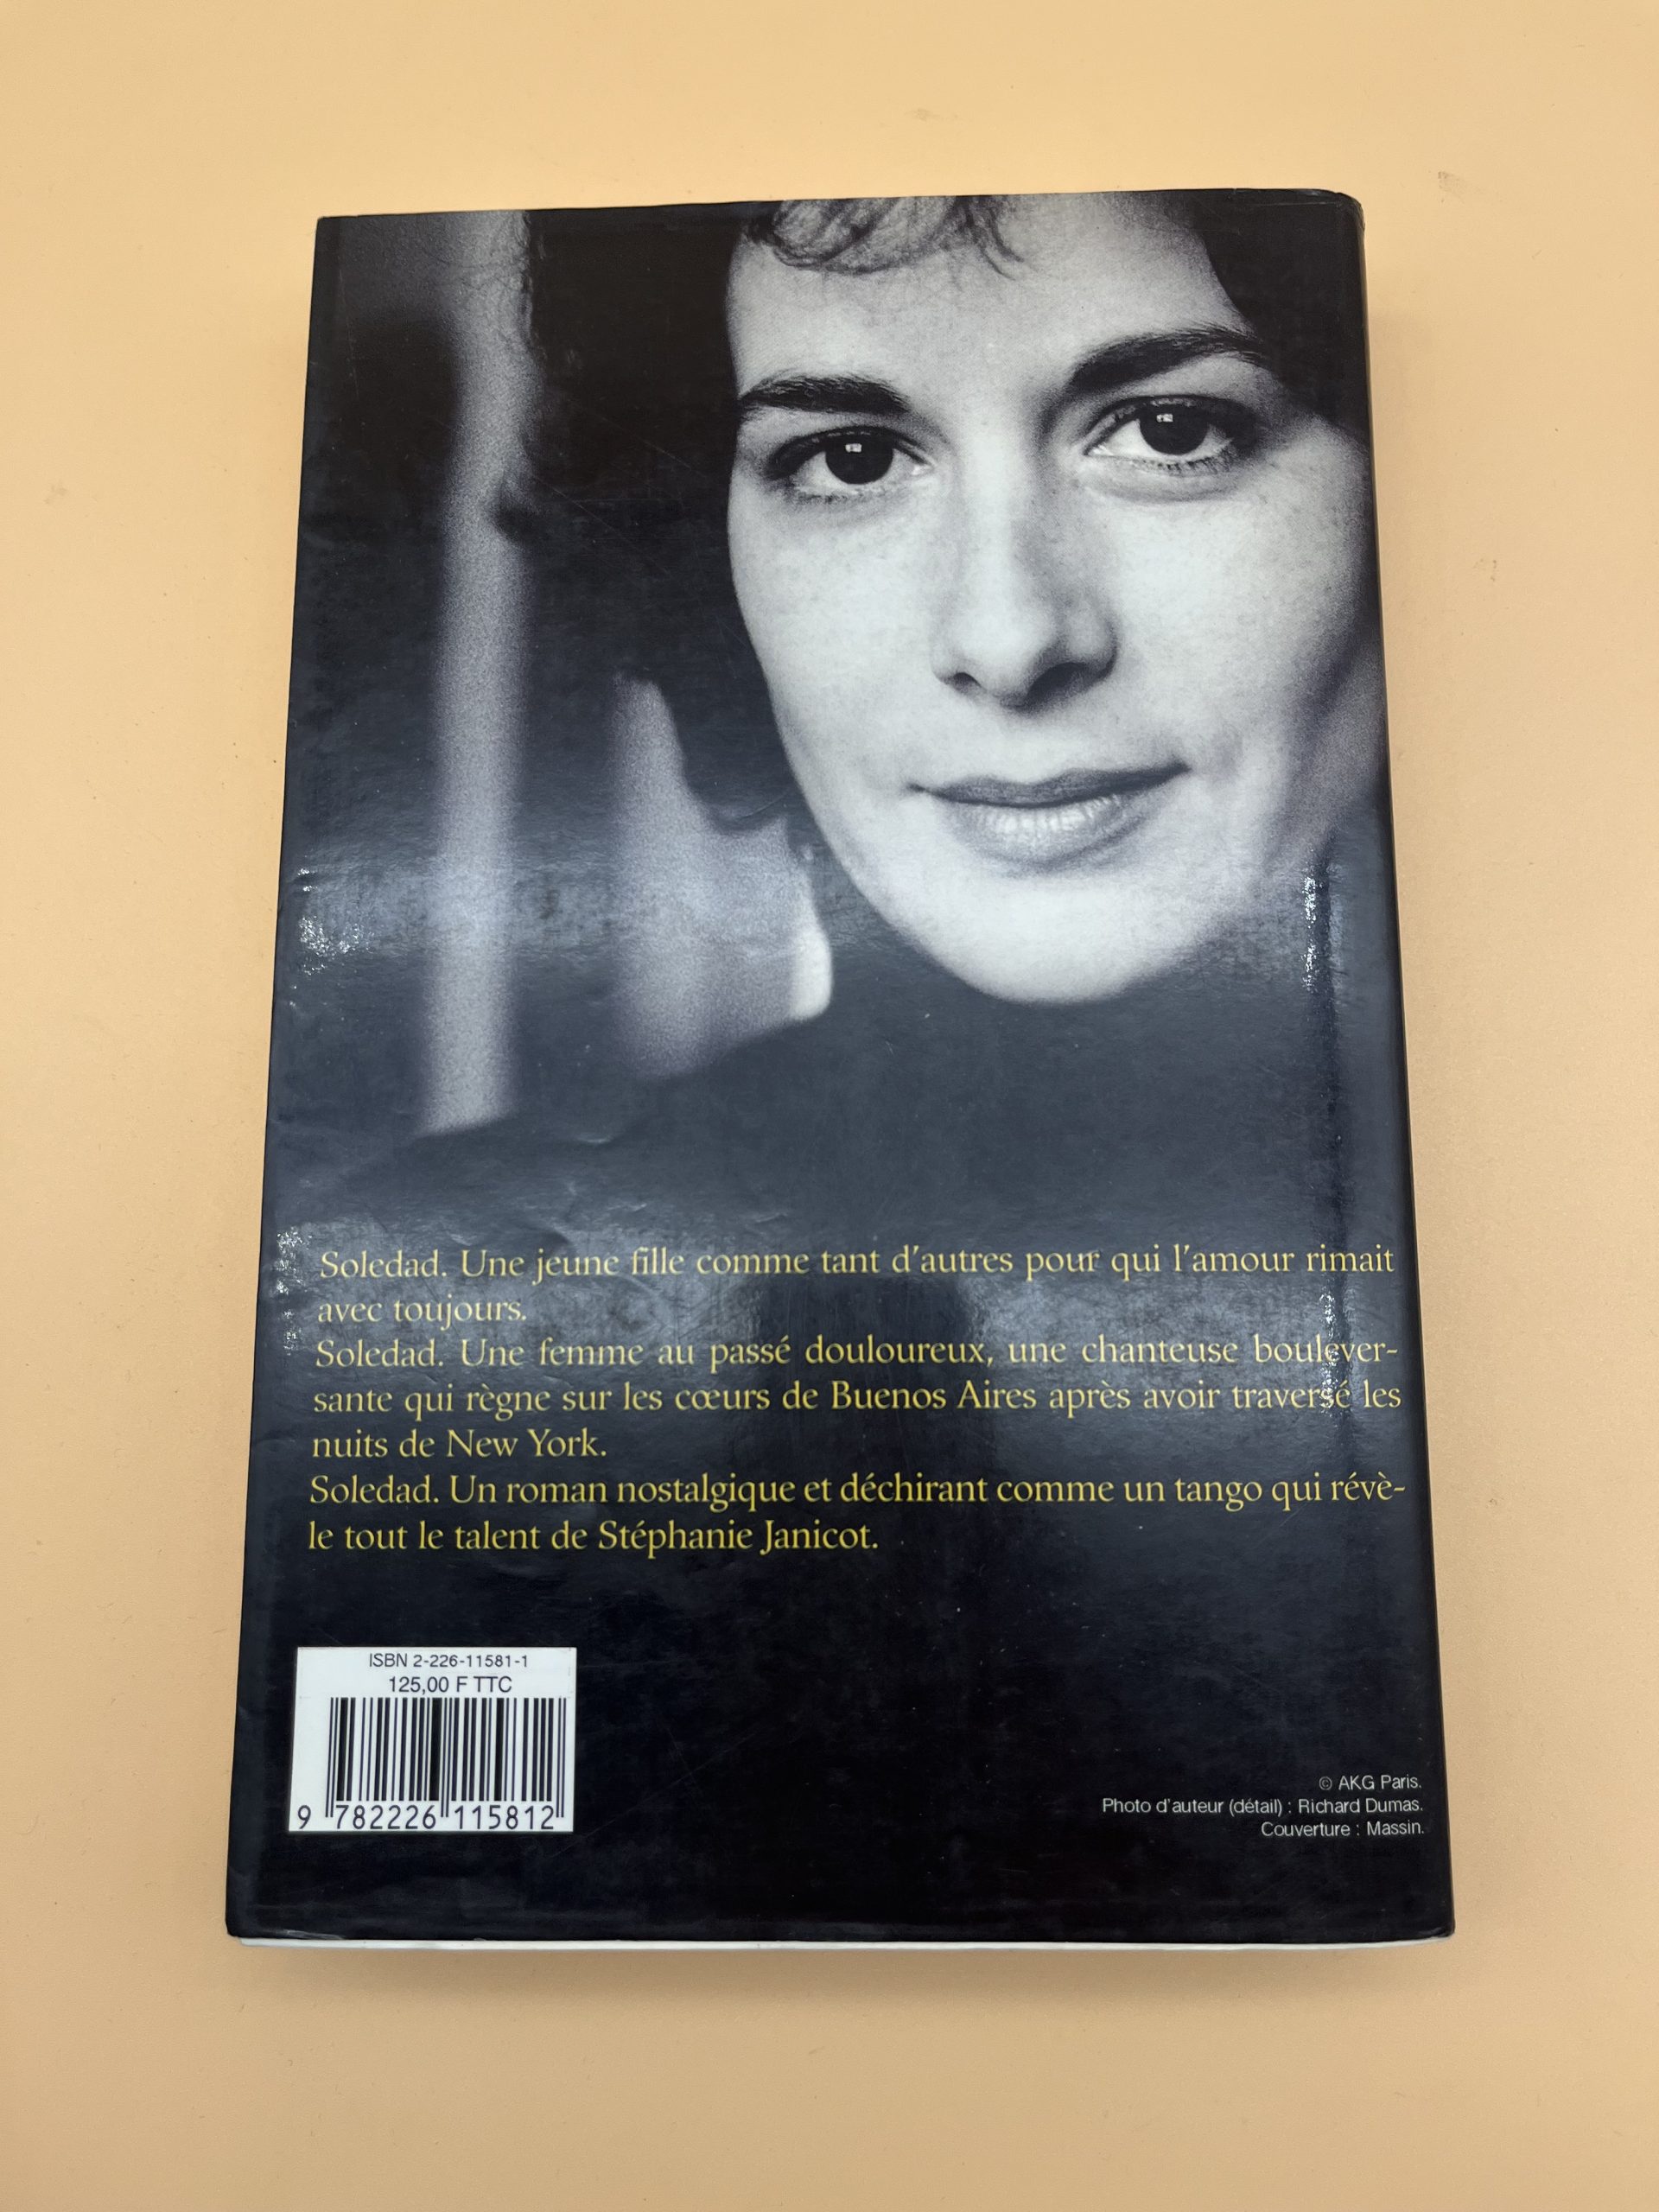 Soledad. Une jeune fille comme tant d'autres pour qui l'amour rimait
avec toujours.
Soledad. Une femme au passé douloureux, une chanteuse boulever-
sante qui règne sur les cœurs de Buenos Aires après avoir traversé les
nuits de New York.
Soledad. Un roman nostalgique et déchirant comme un tango qui révè-
le tout le talent de Stéphanie Janicot.
ISBN 2-226-11581-1
125,00 F TTC
9 782226 115812
© AKG Paris.
Photo d'auteur (détail) : Richard Dumas.
Couverture : Massin.